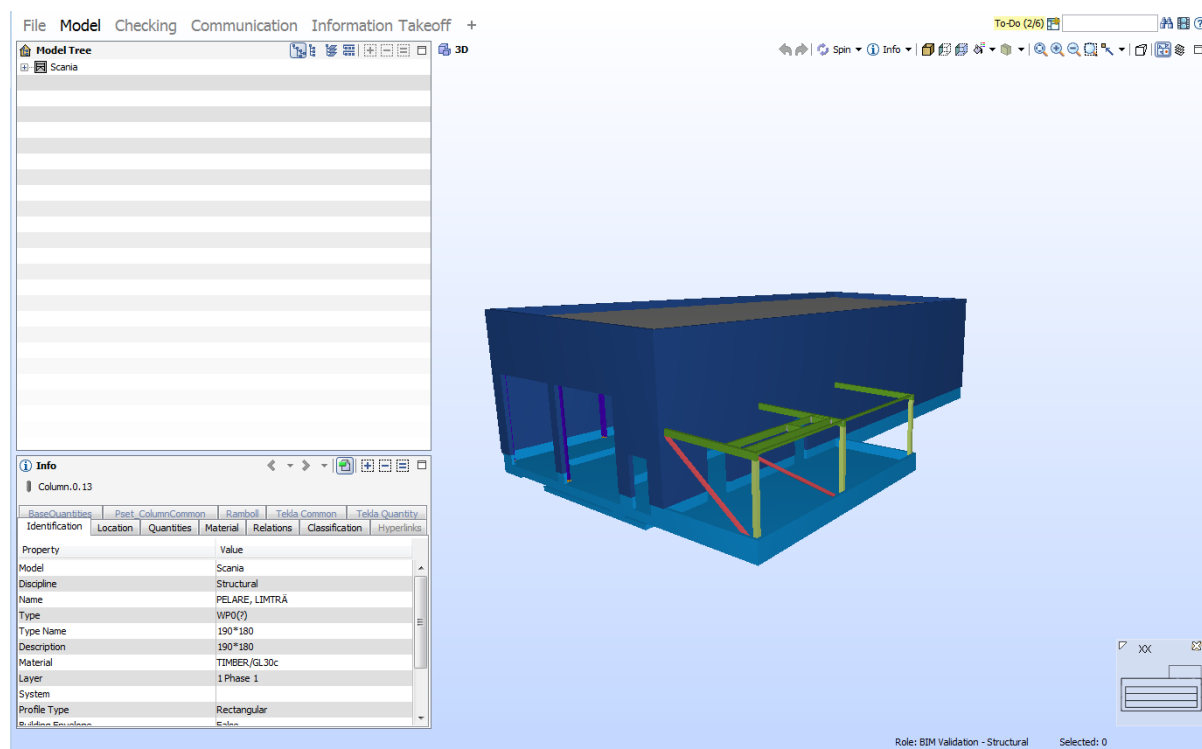 File Model Checking Communication Information Takeoff +
To-Do (2/6)
Model Tree
3D
Spin
Info
Scania
Info
Column.0.13
BaseQuantities Pset_ColumnCommon Ramboll Tekla Common Tekla Quantity
Identification Location Quantities Material Relations Classification Hyperlinks
Property Value
Model Scania
Discipline Structural
Name PELARE, LIMTRÄ
Type WP0(?)
Type Name 190*180
Description 190*180
Material TIMBER/GL30c
Layer 1 Phase 1
System
Profile Type Rectangular
Building Envelope False
XX
Role: BIM Validation - Structural Selected: 0